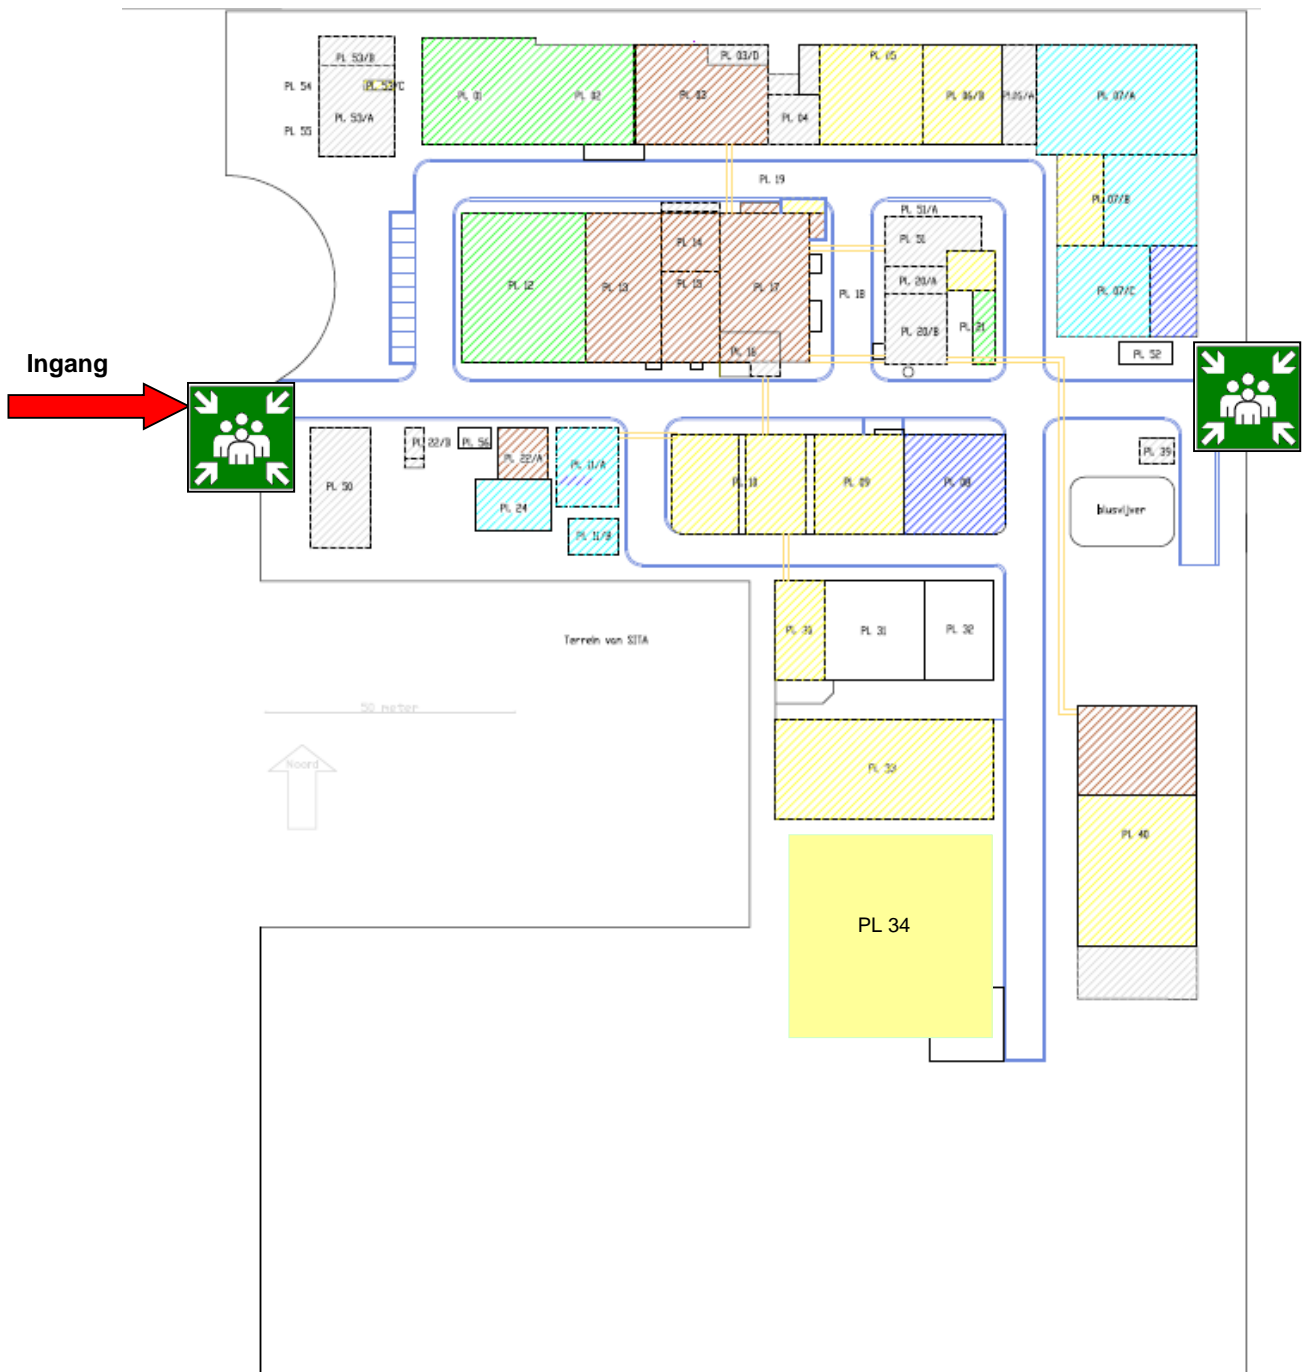 PL 53/B
PL 54
PL 53/C
PL 53/A
PL 55
PL 01
PL 02
PL 03/D
PL 03
PL 04
PL 05
PL 06/B
PL 06/A
PL 07/A
PL 19
PL 07/B
PL 51/A
PL 51
PL 14
PL 12
PL 13
PL 15
PL 17
PL 18
PL 20/A
PL 20/B
PL 21
PL 07/C
PL 16
PL 52
Ingang
PL 22/B
PL 56
PL 22/A
PL 11/A
PL 50
PL 24
PL 11/B
PL 10
PL 09
PL 08
PL 39
blusvijver
PL 31
PL 32
Terrein van SITA
50 meter
Noord
PL 33
PL 40
PL 34